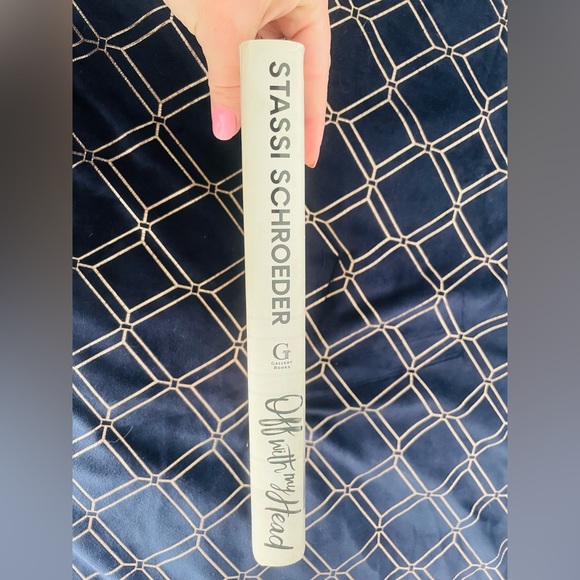 STASSI SCHROEDER
G
GALLERY
BOOKS
Off with my Head